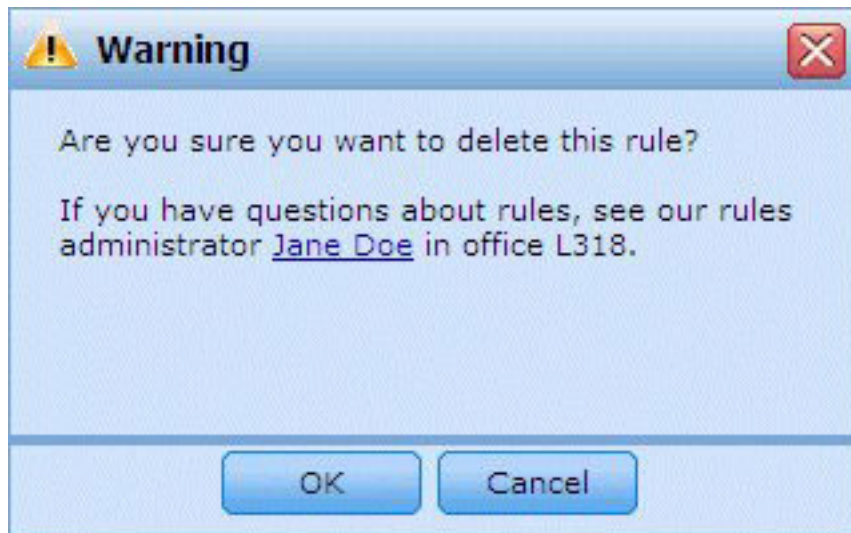 Warning
Are you sure you want to delete this rule?
If you have questions about rules, see our rules
administrator Jane Doe in office L318.
OK
Cancel